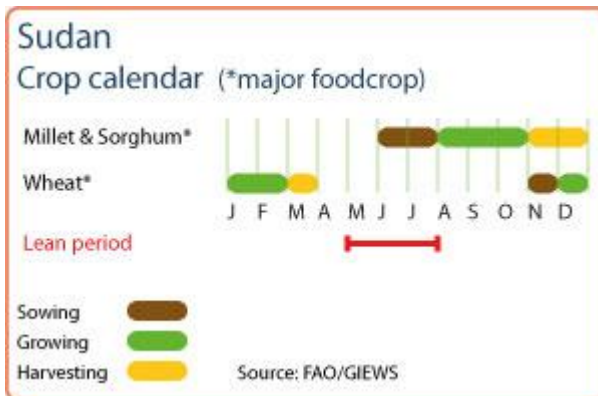 Sudan
Crop calendar (*major foodcrop)
Millet & Sorghum*
Wheat*
J F M A M J J A S O N D
Lean period
Sowing
Growing
Harvesting
Source: FAO/GIEWS